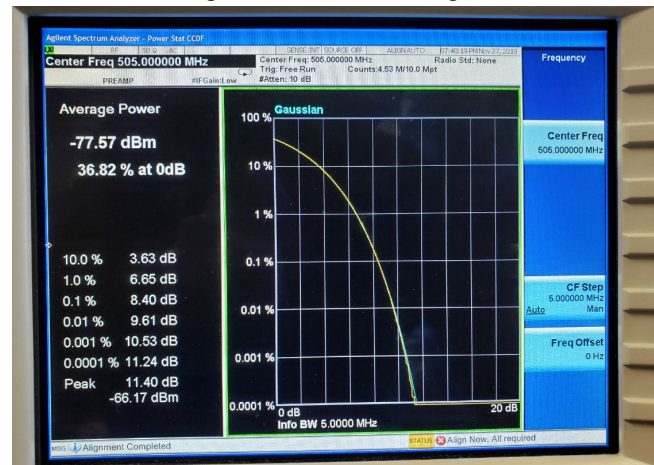 Agilent Spectrum Analyzer - Power Stat CCDF
RF 50 Ω AC SENSE:INT SOURCE OFF ALIGN AUTO 07:40:19 PM Nov 27, 2019
Center Freq 505.000000 MHz
Center Freq: 505.000000 MHz Radio Std: None
Trig: Free Run Counts:4.53 M/10.0 Mpt
PREAMP #IFGain:Low #Atten: 10 dB
Frequency
Average Power
-77.57 dBm
36.82 % at 0dB
10.0 % 3.63 dB
1.0 % 6.65 dB
0.1 % 8.40 dB
0.01 % 9.61 dB
0.001 % 10.53 dB
0.0001 % 11.24 dB
Peak 11.40 dB
-66.17 dBm
Gaussian
100 %
10 %
1 %
0.1 %
0.01 %
0.001 %
0.0001 %
0 dB 20 dB
Info BW 5.0000 MHz
Center Freq
505.000000 MHz
CF Step
5.000000 MHz
Auto Man
Freq Offset
0 Hz
MSG Alignment Completed STATUS Align Now, All required